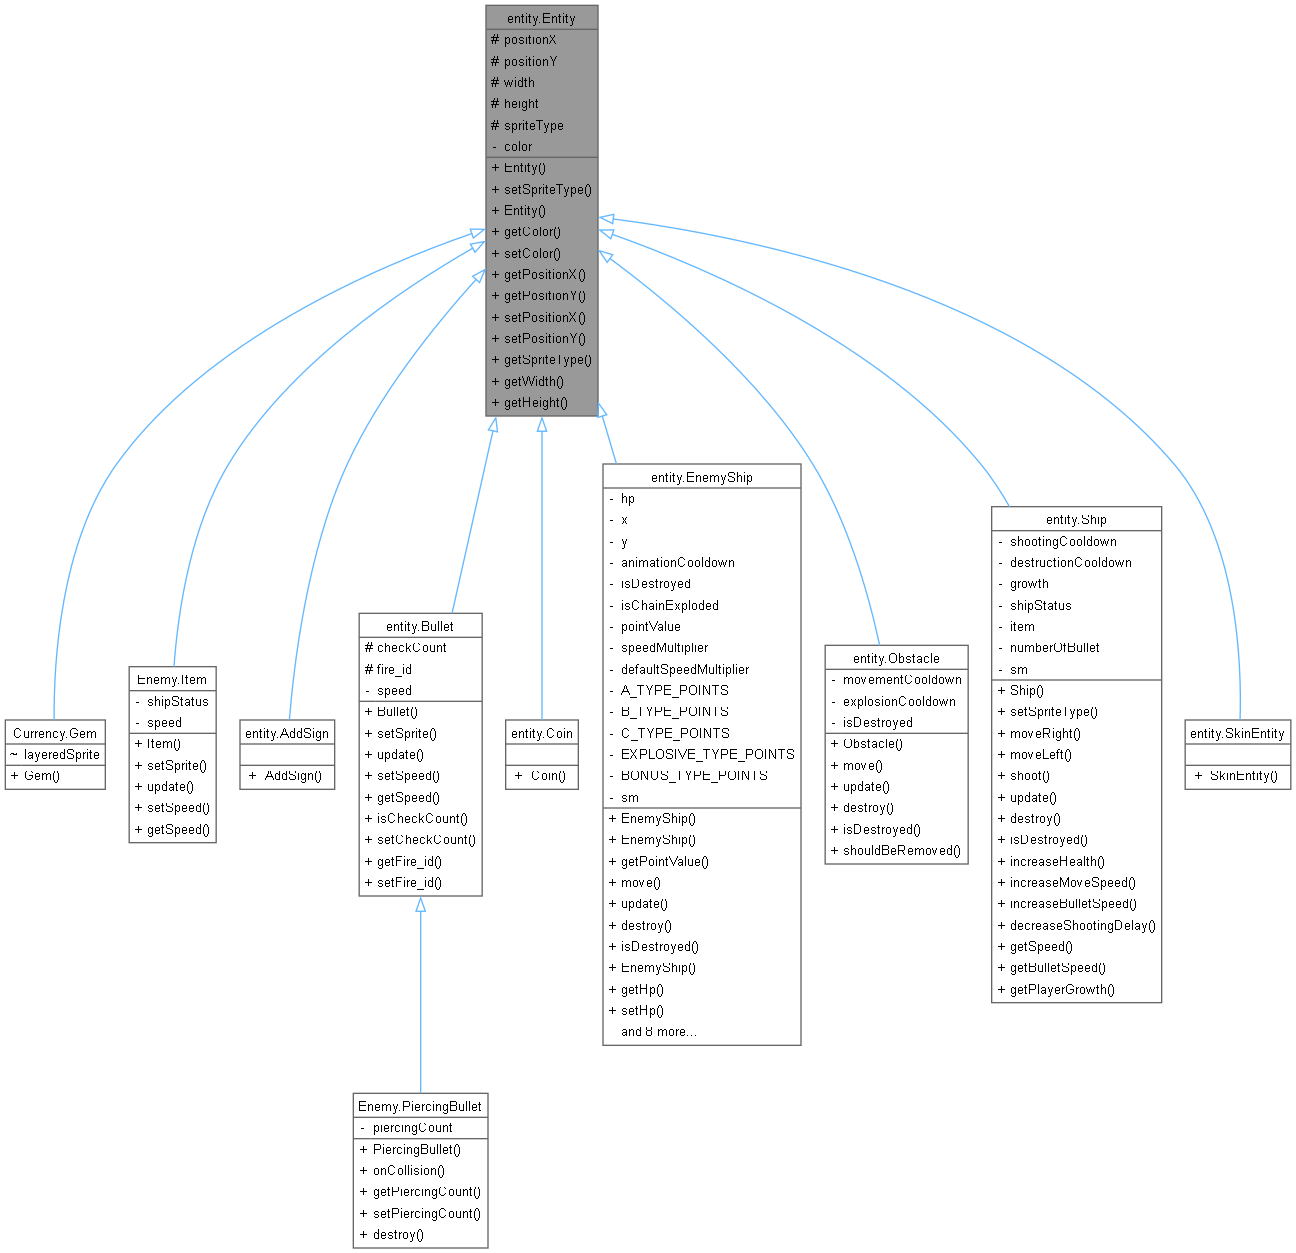 entity.Entity
# positionX
# positionY
# width
# height
# spriteType
- color
+ Entity()
+ setSpriteType()
+ Entity()
+ getColor()
+ setColor()
+ getPositionX()
+ getPositionY()
+ setPositionX()
+ setPositionY()
+ getSpriteType()
+ getWidth()
+ getHeight()
Currency.Gem
~ layeredSprite
+ Gem()
Enemy.Item
- shipStatus
- speed
+ Item()
+ setSprite()
+ update()
+ setSpeed()
+ getSpeed()
entity.AddSign
+ AddSign()
entity.Bullet
# checkCount
# fire_id
- speed
+ Bullet()
+ setSprite()
+ update()
+ setSpeed()
+ getSpeed()
+ isCheckCount()
+ setCheckCount()
+ getFire_id()
+ setFire_id()
entity.Coin
+ Coin()
entity.EnemyShip
- hp
- x
- y
- animationCooldown
- isDestroyed
- isChainExploded
- pointValue
- speedMultiplier
- defaultSpeedMultiplier
- A_TYPE_POINTS
- B_TYPE_POINTS
- C_TYPE_POINTS
- EXPLOSIVE_TYPE_POINTS
- BONUS_TYPE_POINTS
- sm
+ EnemyShip()
+ EnemyShip()
+ getPointValue()
+ move()
+ update()
+ destroy()
+ isDestroyed()
+ EnemyShip()
+ getHp()
+ setHp()
and 8 more...
entity.Obstacle
- movementCooldown
- explosionCooldown
- isDestroyed
+ Obstacle()
+ move()
+ update()
+ destroy()
+ isDestroyed()
+ shouldBeRemoved()
entity.Ship
- shootingCooldown
- destructionCooldown
- growth
- shipStatus
- item
- numberOfBullet
- sm
+ Ship()
+ setSpriteType()
+ moveRight()
+ moveLeft()
+ shoot()
+ update()
+ destroy()
+ isDestroyed()
+ increaseHealth()
+ increaseMoveSpeed()
+ increaseBulletSpeed()
+ decreaseShootingDelay()
+ getSpeed()
+ getBulletSpeed()
+ getPlayerGrowth()
entity.SkinEntity
+ SkinEntity()
Enemy.PiercingBullet
- piercingCount
+ PiercingBullet()
+ onCollision()
+ getPiercingCount()
+ setPiercingCount()
+ destroy()